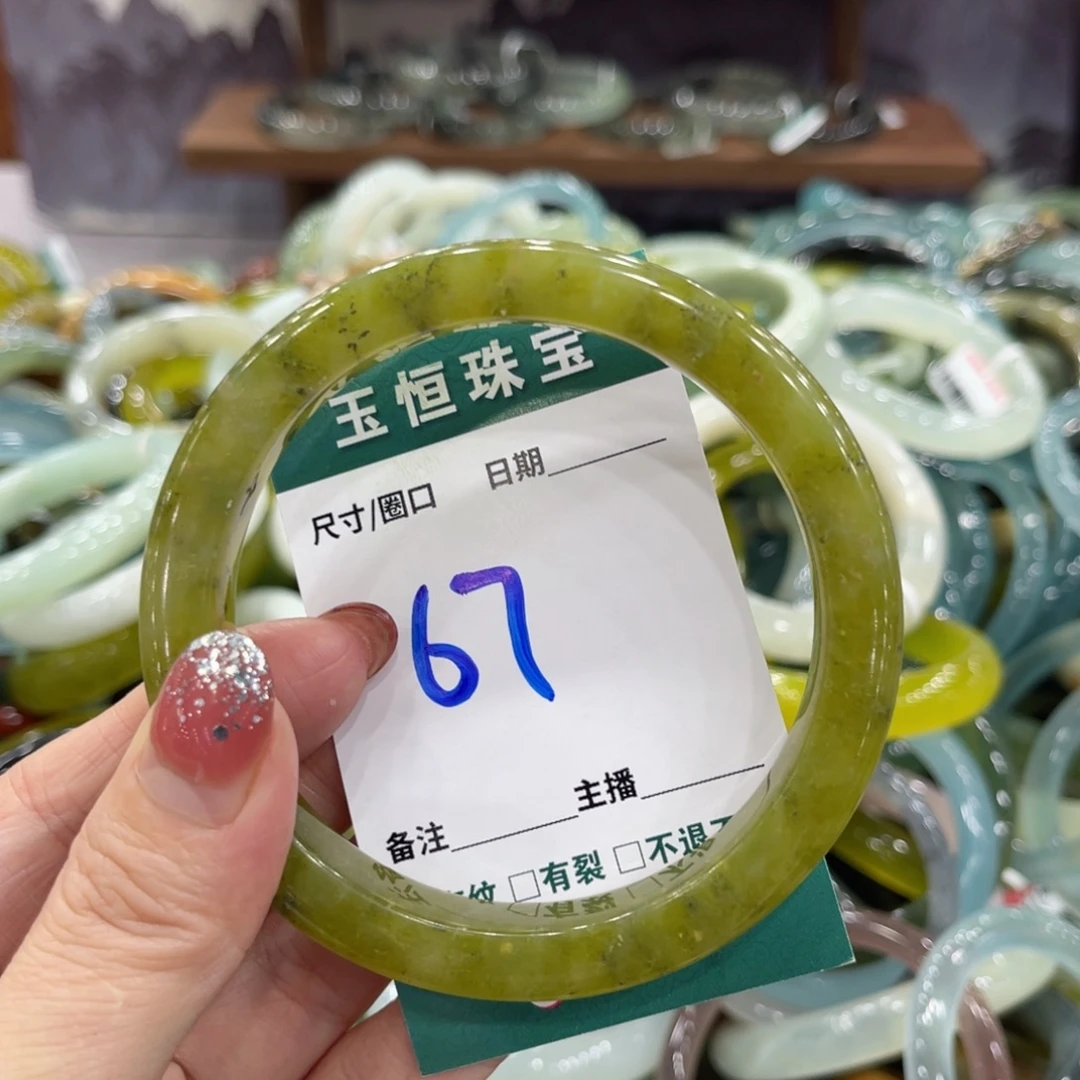 玉恒珠宝
日期
尺寸/圈口
67
主播
备注
纹 □有裂 □不退